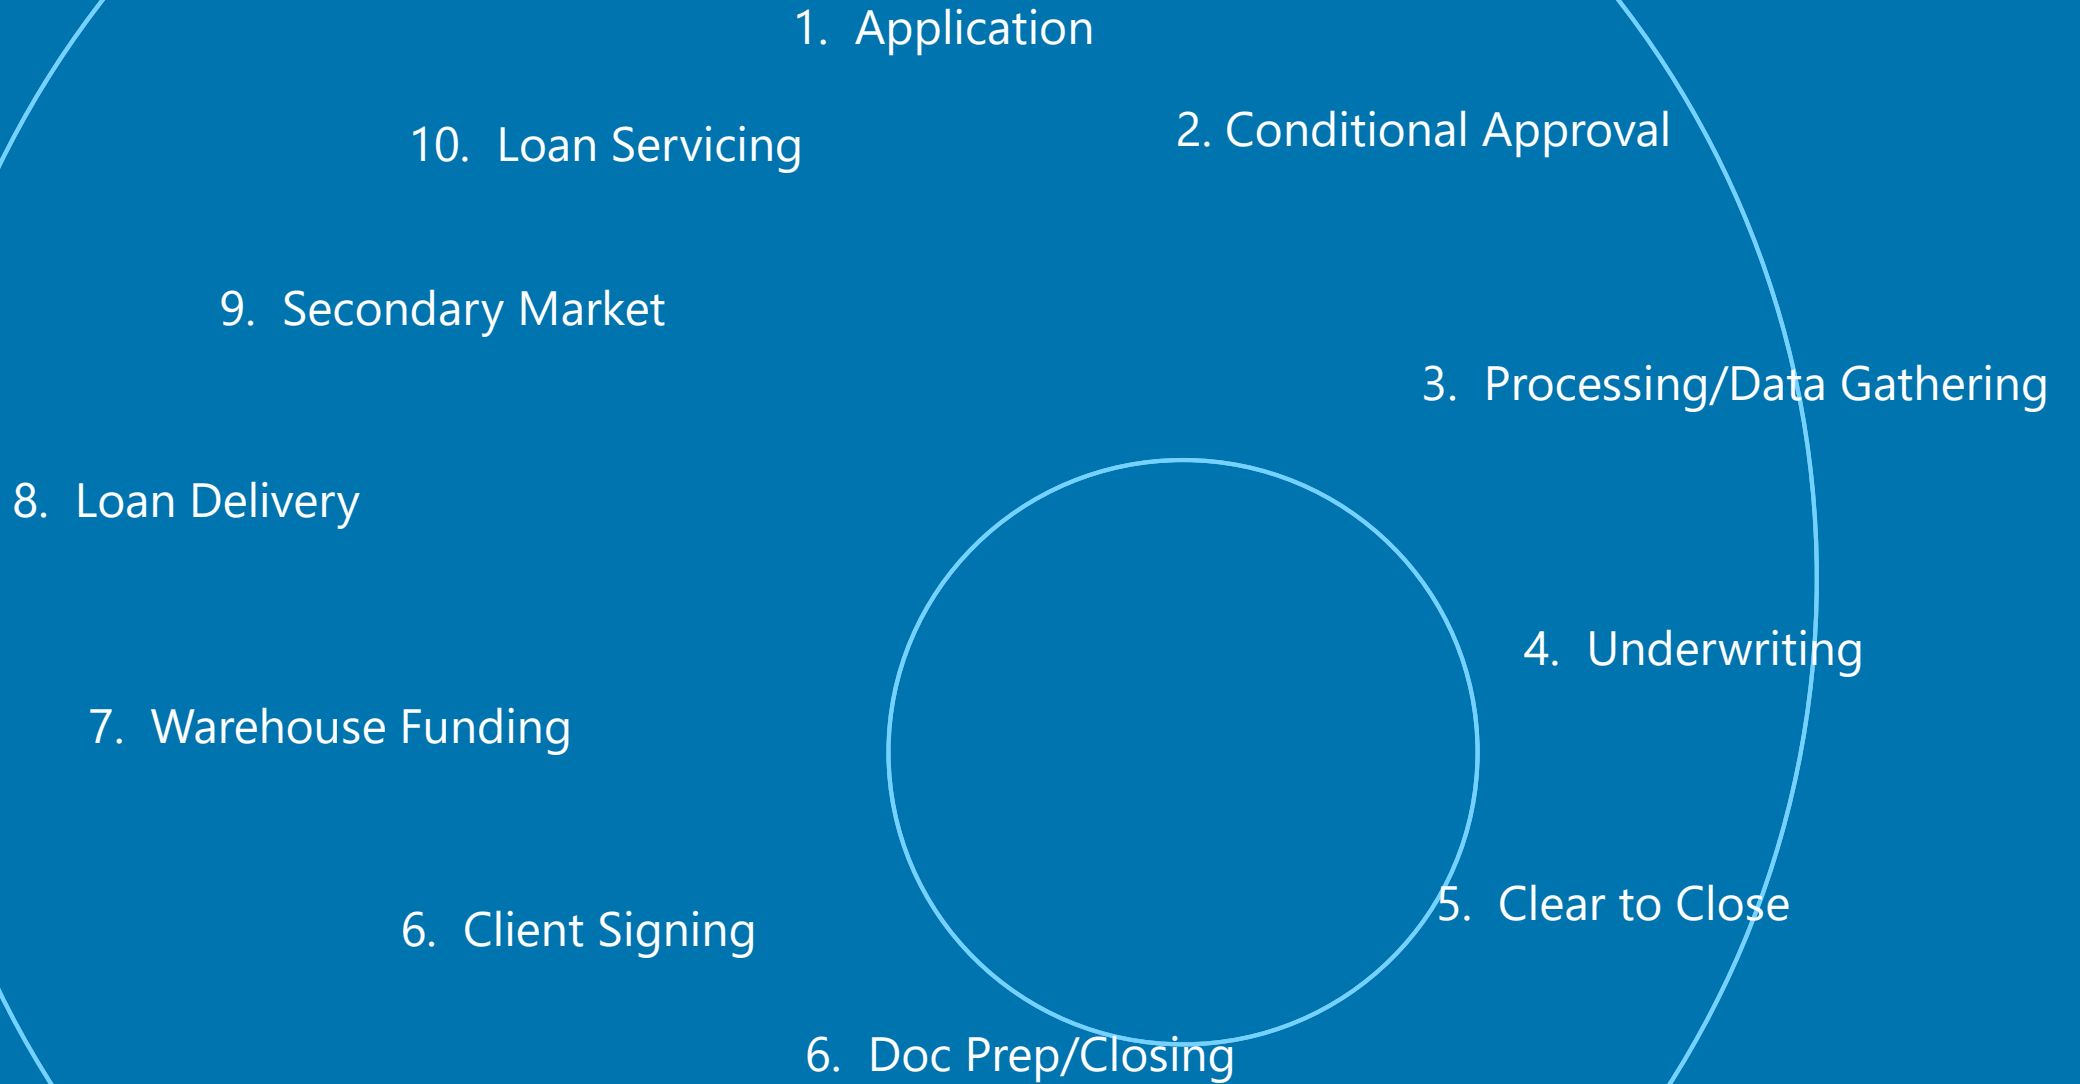 1.  Application
2. Conditional Approval
3.  Processing/Data Gathering
4.  Underwriting
5.  Clear to Close
6.  Doc Prep/Closing
6.  Client Signing
7.  Warehouse Funding
8.  Loan Delivery
9.  Secondary Market
10.  Loan Servicing